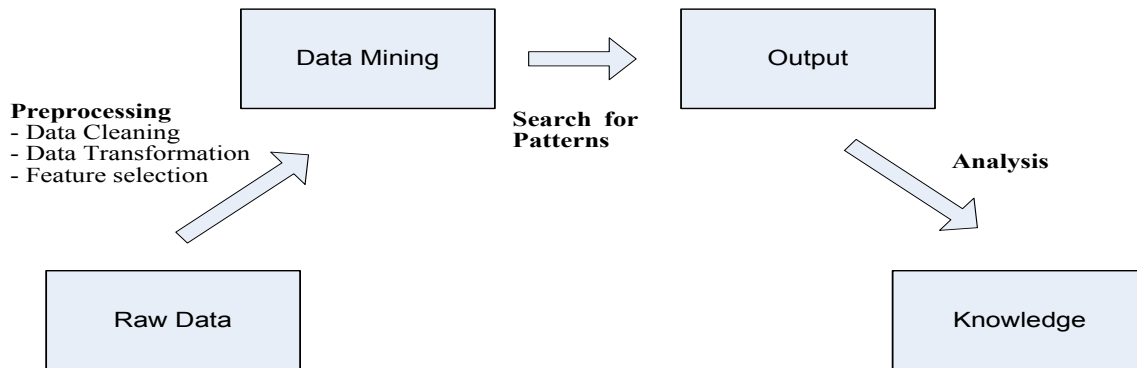 Data Mining
Output
Preprocessing
- Data Cleaning
- Data Transformation
- Feature selection
Search for
Patterns
Analysis
Raw Data
Knowledge